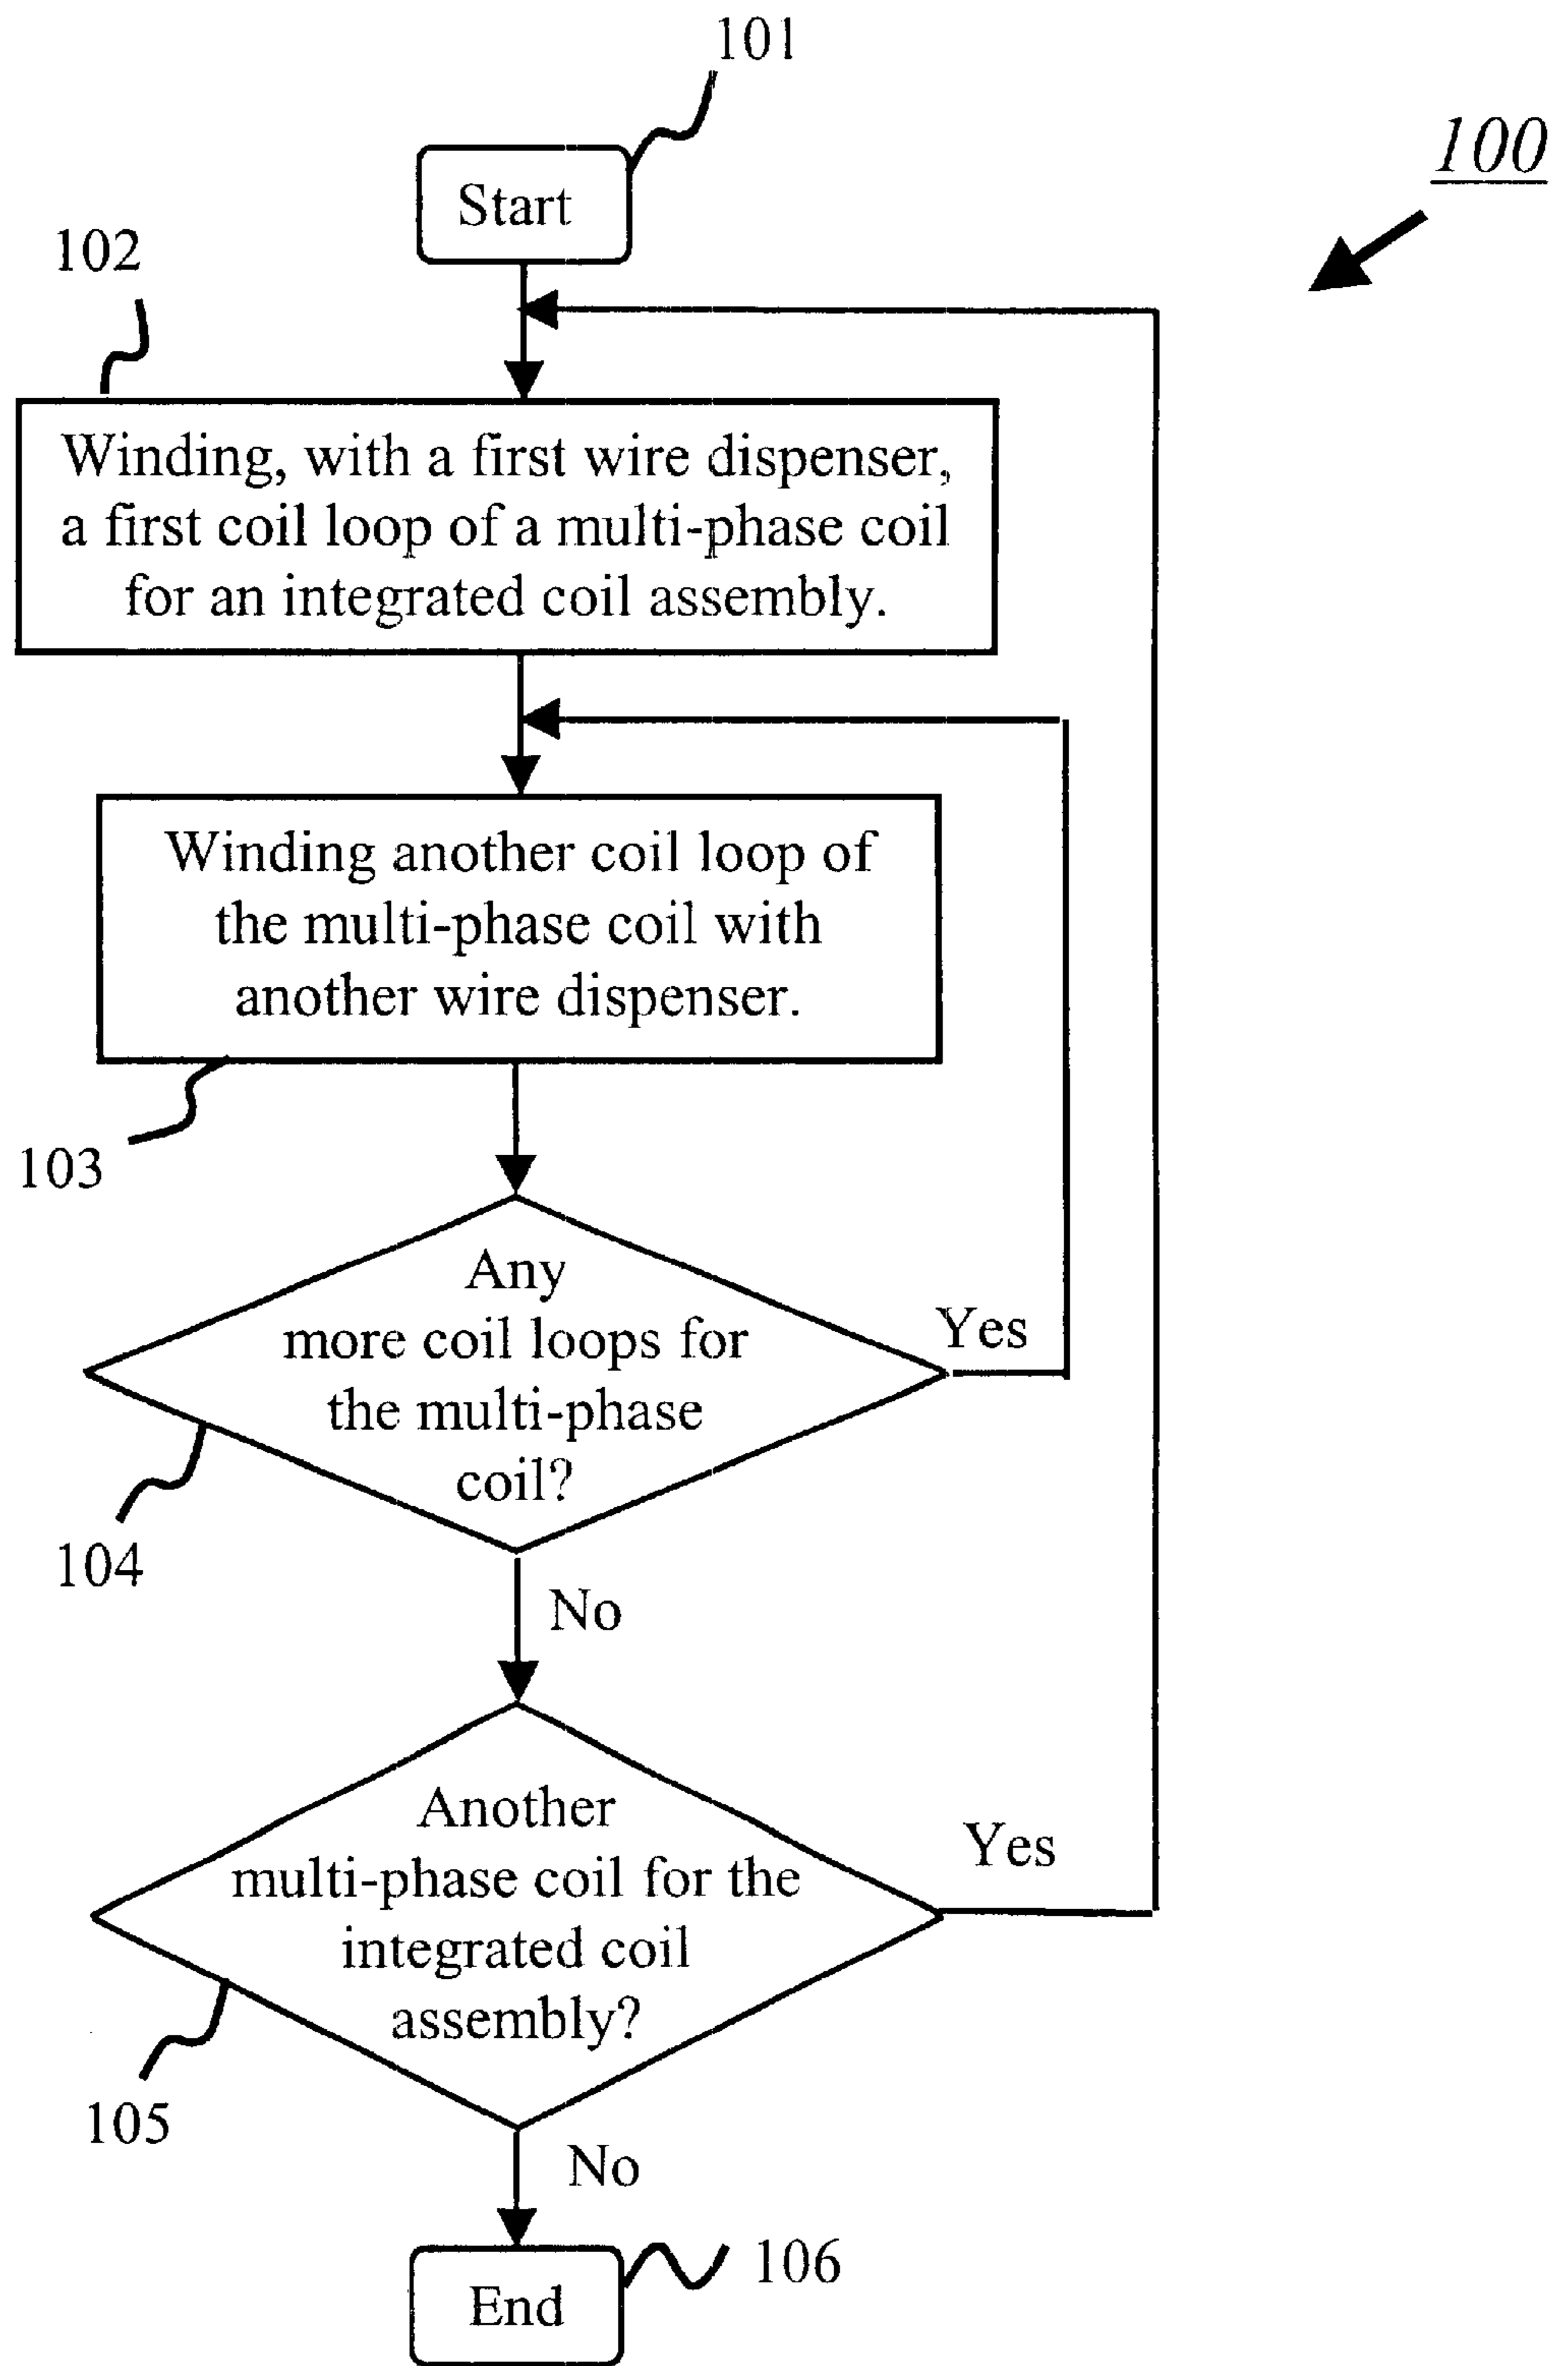 101
100
Start
102
Winding, with a first wire dispenser,
a first coil loop of a multi-phase coil
for an integrated coil assembly.
Winding another coil loop of
the multi-phase coil with
another wire dispenser.
103
Any
more coil loops for
the multi-phase
coil?
Yes
104
No
Another
multi-phase coil for the
integrated coil
assembly?
Yes
105
No
106
End